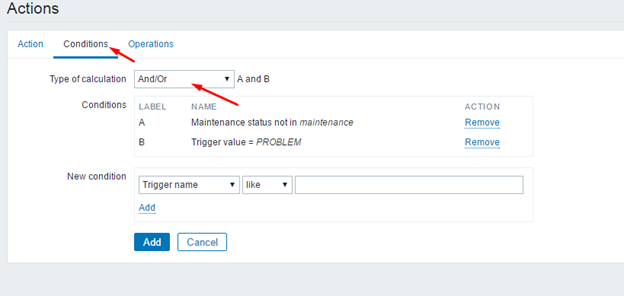 Actions
Action Conditions Operations
Type of calculation And/Or A and B
Conditions LABEL NAME ACTION
A Maintenance status not in maintenance Remove
B Trigger value = PROBLEM Remove
New condition Trigger name like
Add
Add Cancel